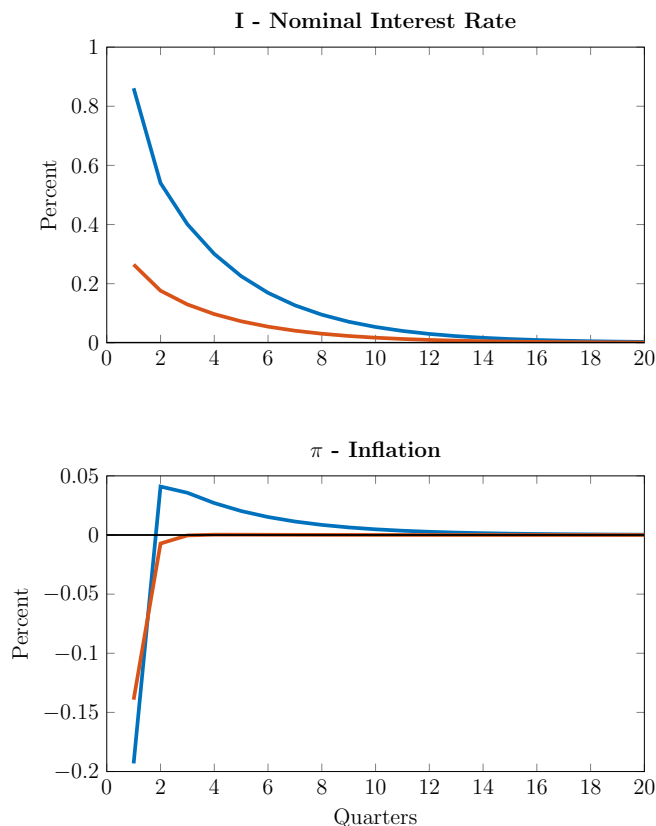 I - Nominal Interest Rate
1
0.8
0.6
0.4
0.2
0
Percent
0 2 4 6 8 10 12 14 16 18 20
π - Inflation
0.05
0
−0.05
−0.1
−0.15
−0.2
Percent
0 2 4 6 8 10 12 14 16 18 20
Quarters